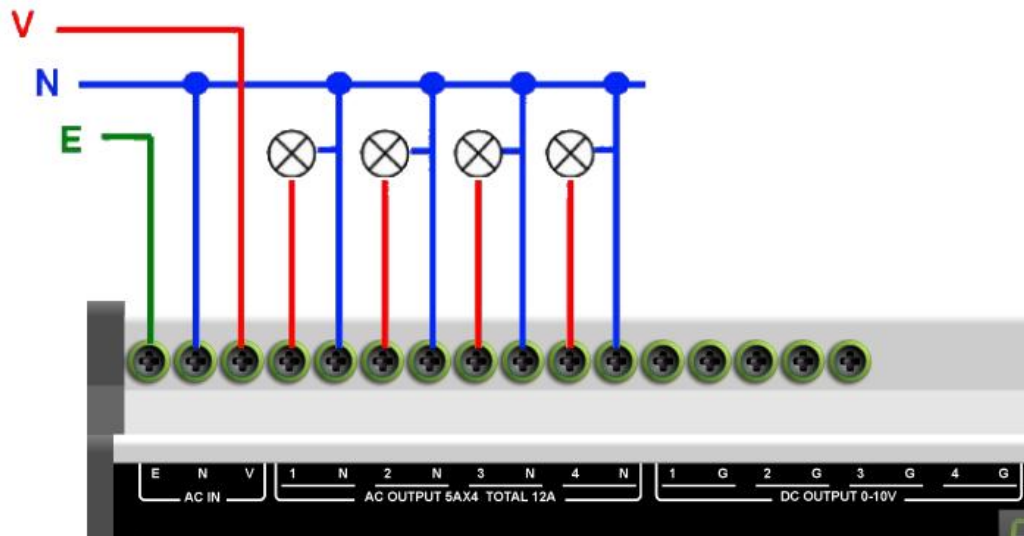 V
N
E
E N V 1 N 2 N 3 N 4 N 1 G 2 G 3 G 4 G
AC IN AC OUTPUT 5AX4 TOTAL 12A DC OUTPUT 0-10V